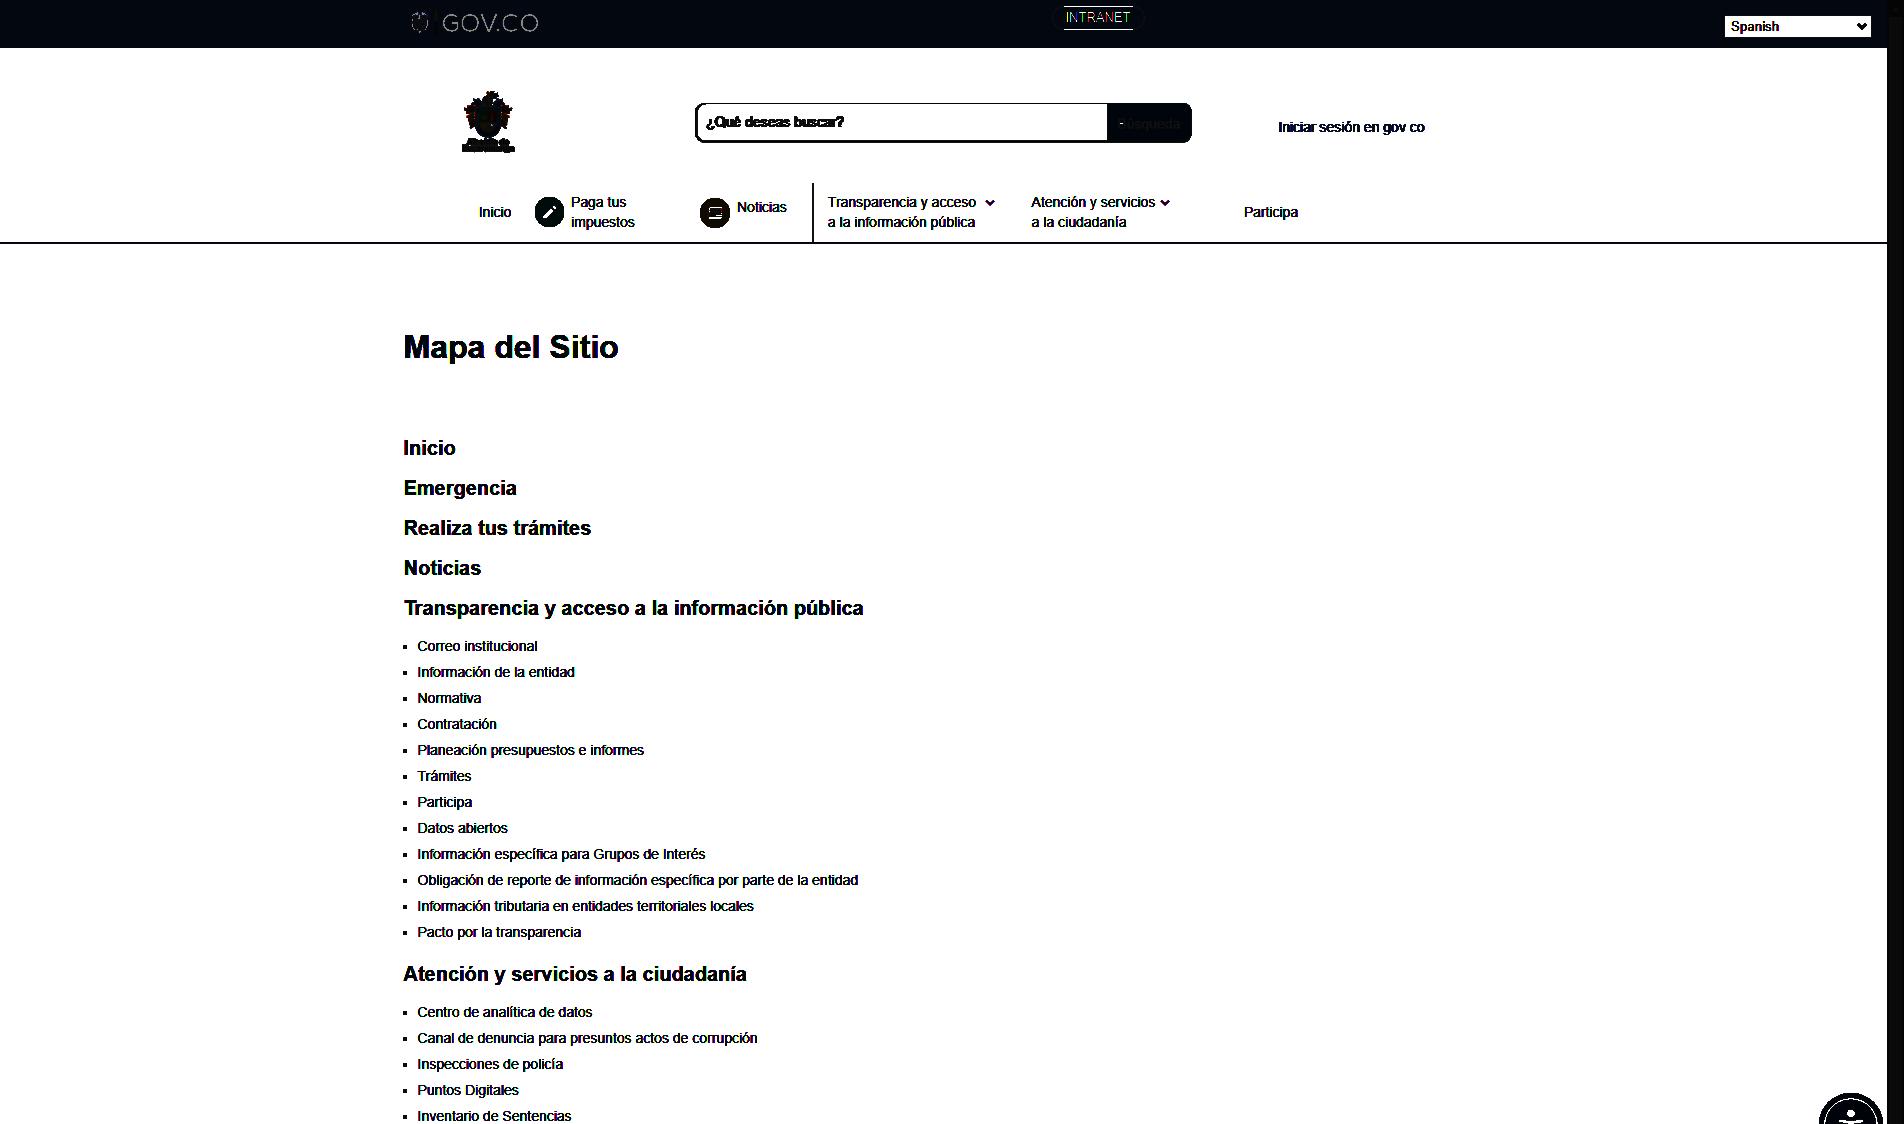 GOV.CO
INTRANET
Spanish
¿Qué deseas buscar?
Búsqueda
Iniciar sesión en gov co
Inicio
Paga tus
impuestos
Noticias
Transparencia y acceso
a la información pública
Atención y servicios
a la ciudadanía
Participa
Mapa del Sitio
Inicio
Emergencia
Realiza tus trámites
Noticias
Transparencia y acceso a la información pública
Correo institucional
Información de la entidad
Normativa
Contratación
Planeación presupuestos e informes
Trámites
Participa
Datos abiertos
Información específica para Grupos de Interés
Obligación de reporte de información específica por parte de la entidad
Información tributaria en entidades territoriales locales
Pacto por la transparencia
Atención y servicios a la ciudadanía
Centro de analítica de datos
Canal de denuncia para presuntos actos de corrupción
Inspecciones de policía
Puntos Digitales
Inventario de Sentencias